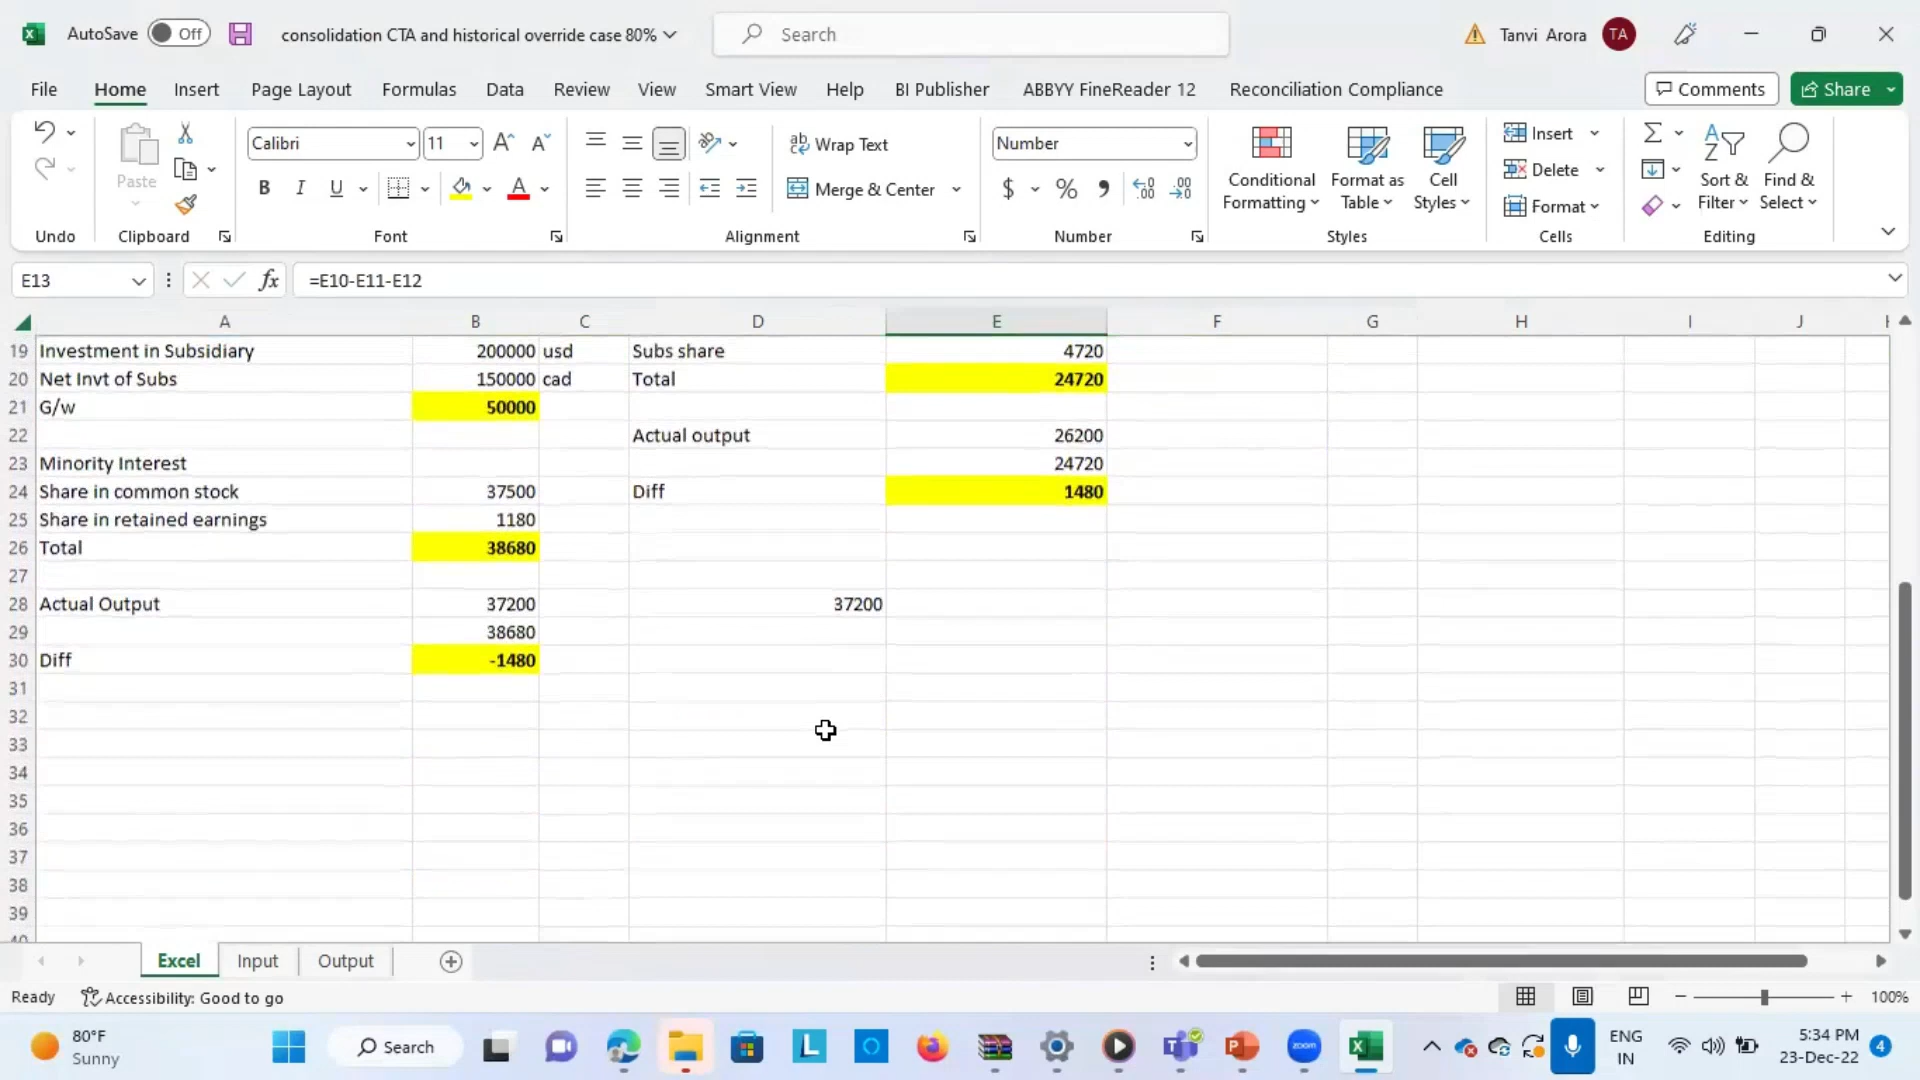 AutoSave Off consolidation CTA and historical override case 80% Search Tanvi Arora TA
File Home Insert Page Layout Formulas Data Review View Smart View Help BI Publisher ABBYY FineReader 12 Reconciliation Compliance Comments Share
Paste
Calibri 11
B I U A
ab Wrap Text
Merge & Center
Number
$ % 9
Conditional Formatting
Format as Table
Cell Styles
Insert
Delete
Format
Sort & Filter
Find & Select
Undo Clipboard Font Alignment Number Styles Cells Editing
E13 fx =E10-E11-E12
A B C D E F G H I J
19 Investment in Subsidiary 200000 usd Subs share 4720
20 Net Invt of Subs 150000 cad Total 24720
21 G/w 50000
22 Actual output 26200
23 Minority Interest 24720
24 Share in common stock 37500 Diff 1480
25 Share in retained earnings 1180
26 Total 38680
27
28 Actual Output 37200 37200
29 38680
30 Diff -1480
31
32
33
34
35
36
37
38
39
40
Excel Input Output
Ready Accessibility: Good to go 100%
80°F
Sunny
Search
zoom
ENG
IN
5:34 PM
23-Dec-22
4